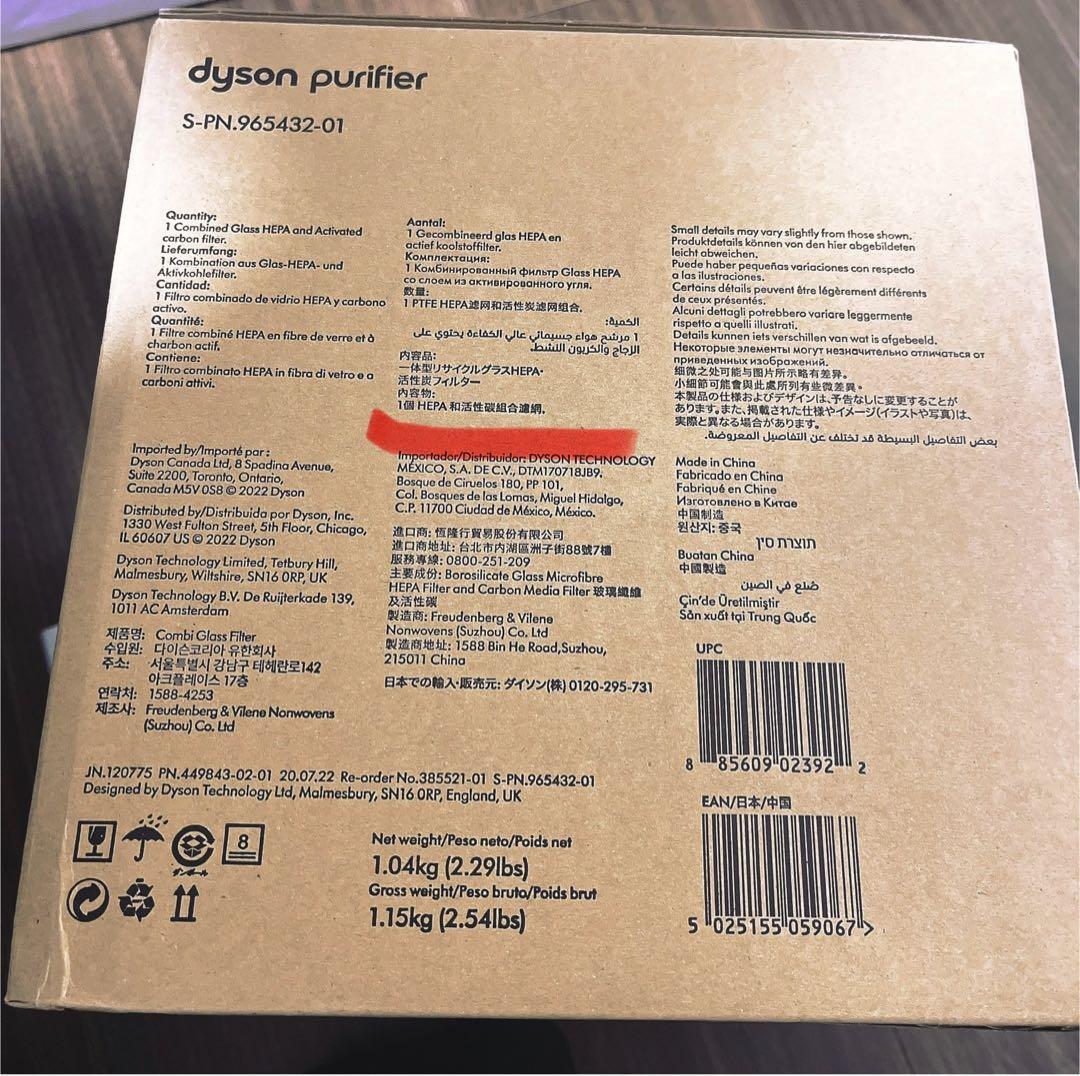 dyson purifier
S-PN.965432-01
Quantity:
1 Combined Glass HEPA and Activated
carbon filter.
Lieferumfang:
1 Kombination aus Glas-HEPA- und
Aktivkohlefilter.
Cantidad:
1 Filtro combinado de vidrio HEPA y carbono
activo.
Quantité:
1 Filtre combiné HEPA en fibre de verre et à
charbon actif.
Contiene:
1 Filtro combinato HEPA in fibra di vetro e a
carboni attivi.
Aantal:
1 Gecombineerd glas HEPA en
actief koolstoffilter.
Комплектация:
1 Комбинированный фильтр Glass HEPA
со слоем из активированного угля.
数量:
1 PTFE HEPA滤网和活性炭滤网组合.
الكمية:
1 مرشح هواء جسيماتي عالي الكفاءة يحتوي على
الزجاج والكربون النشط.
内容品:
一体型リサイクルグラスHEPA・
活性炭フィルター
內容物:
1個 HEPA 和活性碳組合濾網.
Small details may vary slightly from those shown.
Produktdetails können von den hier abgebildeten
leicht abweichen.
Puede haber pequeñas variaciones con respecto
a las ilustraciones.
Certains détails peuvent être légèrement différents
de ceux présentés.
Alcuni dettagli potrebbero variare leggermente
rispetto a quelli illustrati.
Details kunnen iets verschillen van wat is afgebeeld.
Некоторые элементы могут незначительно отличаться от
приведенных изображений.
细微之处可能与图片所示略有差异。
小細節可能會與此處所列有些微差異。
本製品の仕様およびデザインは、予告なしに変更することが
あります。また、掲載された仕様やイメージ(イラストや写真)は、
実際と異なる場合があります。
بعض التفاصيل البسيطة قد تختلف عن التفاصيل المعروضة.
Imported by/Importé par :
Dyson Canada Ltd, 8 Spadina Avenue,
Suite 2200, Toronto, Ontario,
Canada M5V 0S8 © 2022 Dyson
Distributed by/Distribuida por Dyson, Inc.
1330 West Fulton Street, 5th Floor, Chicago,
IL 60607 US © 2022 Dyson
Dyson Technology Limited, Tetbury Hill,
Malmesbury, Wiltshire, SN16 0RP, UK
Dyson Technology B.V. De Ruijterkade 139,
1011 AC Amsterdam
제품명: Combi Glass Filter
수입원: 다이슨코리아 유한회사
주소: 서울특별시 강남구 테헤란로142
아크플레이스 17층
연락처: 1588-4253
제조사: Freudenberg & Vilene Nonwovens
(Suzhou) Co. Ltd
Importador/Distribuidor: DYSON TECHNOLOGY
MÉXICO, S.A. DE C.V., DTM170718JB9.
Bosque de Ciruelos 180, PP 101,
Col. Bosques de las Lomas, Miguel Hidalgo,
C.P. 11700 Ciudad de México, México.
進口商: 恆隆行貿易股份有限公司
進口商地址: 台北市內湖區洲子街88號7樓
服務專線: 0800-251-209
主要成份: Borosilicate Glass Microfibre
HEPA Filter and Carbon Media Filter 玻璃纖維
及活性碳
製造商: Freudenberg & Vilene
Nonwovens (Suzhou) Co. Ltd
製造商地址: 1588 Bin He Road,Suzhou,
215011 China
日本での輸入・販売元: ダイソン(株) 0120-295-731
Made in China
Fabricado en China
Fabriqué en Chine
Изготовлено в Китае
中国制造
원산지: 중국
תוצרת סין
Buatan China
中國製造
صُنع في الصين
Çin'de Üretilmiştir
Sản xuất tại Trung Quốc
UPC
8 85609 02392 2
EAN/日本/中国
5 025155 059067 >
JN.120775 PN.449843-02-01 20.07.22 Re-order No.385521-01 S-PN.965432-01
Designed by Dyson Technology Ltd, Malmesbury, SN16 0RP, England, UK
8
ダンボール
Net weight/Peso neto/Poids net
1.04kg (2.29lbs)
Gross weight/Peso bruto/Poids brut
1.15kg (2.54lbs)